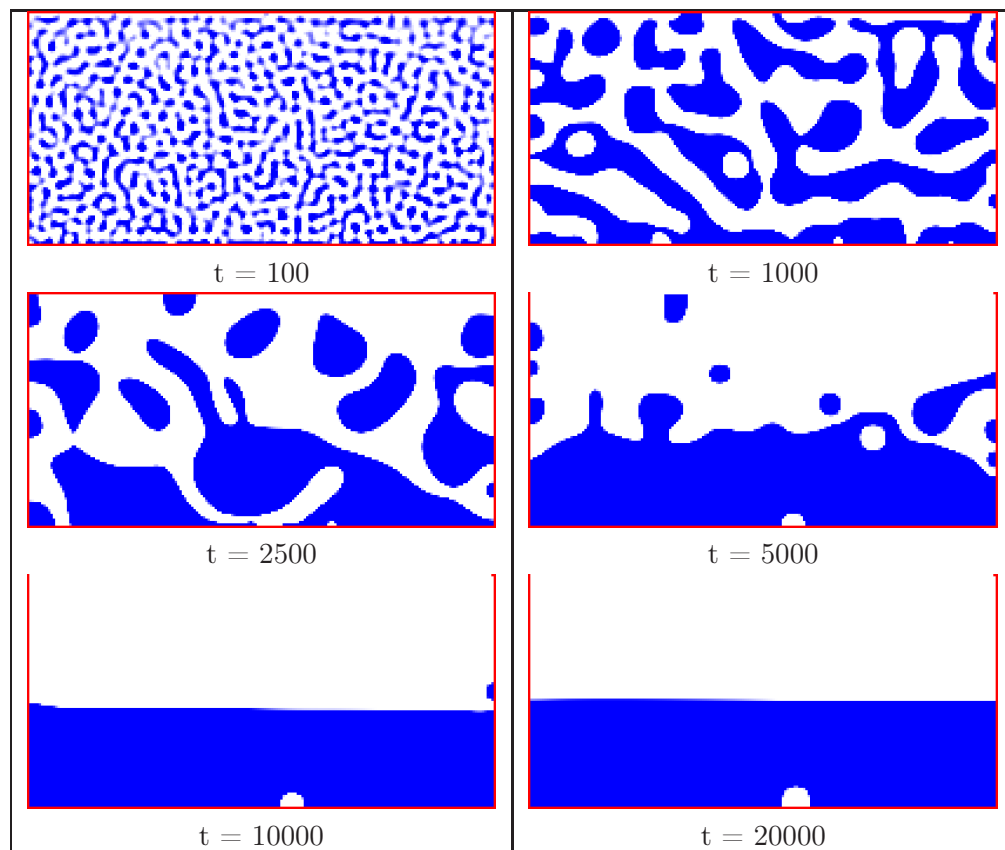 t = 100
t = 1000
t = 2500
t = 5000
t = 10000
t = 20000